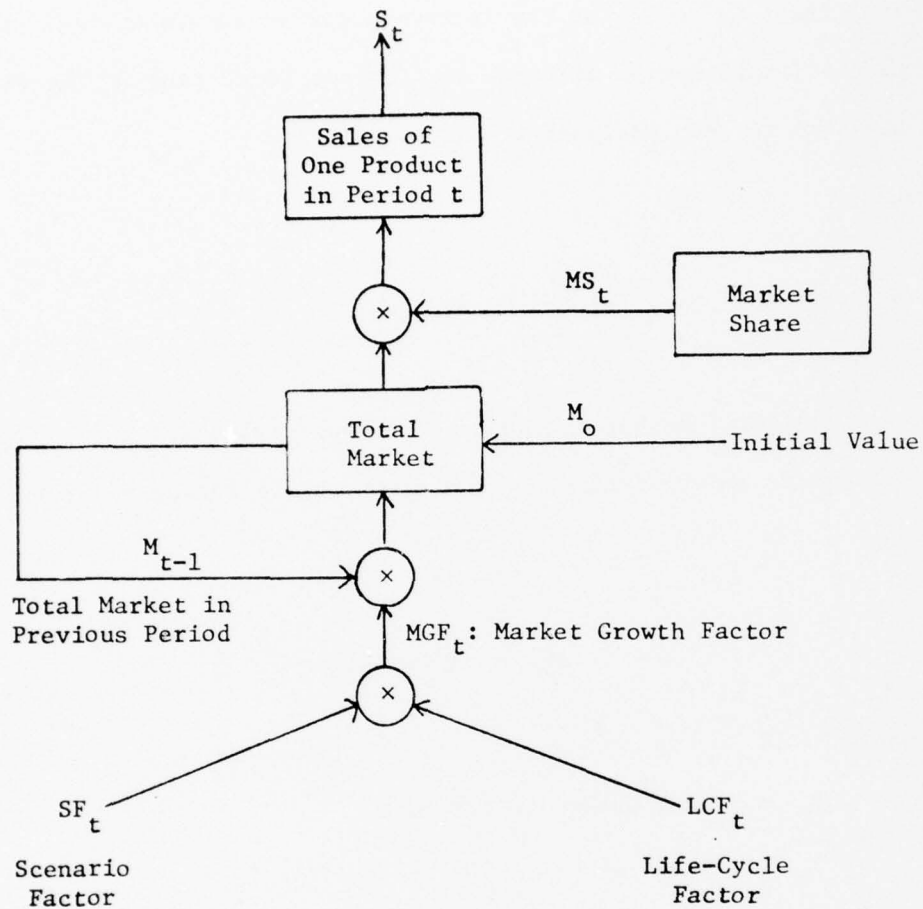 S_t
Sales of
One Product
in Period t
MS_t
Market
Share
×
M_o
Total
Market
Initial Value
M_{t-1}
×
Total Market in
Previous Period
MGF_t: Market Growth Factor
×
SF_t
LCF_t
Scenario
Factor
Life-Cycle
Factor